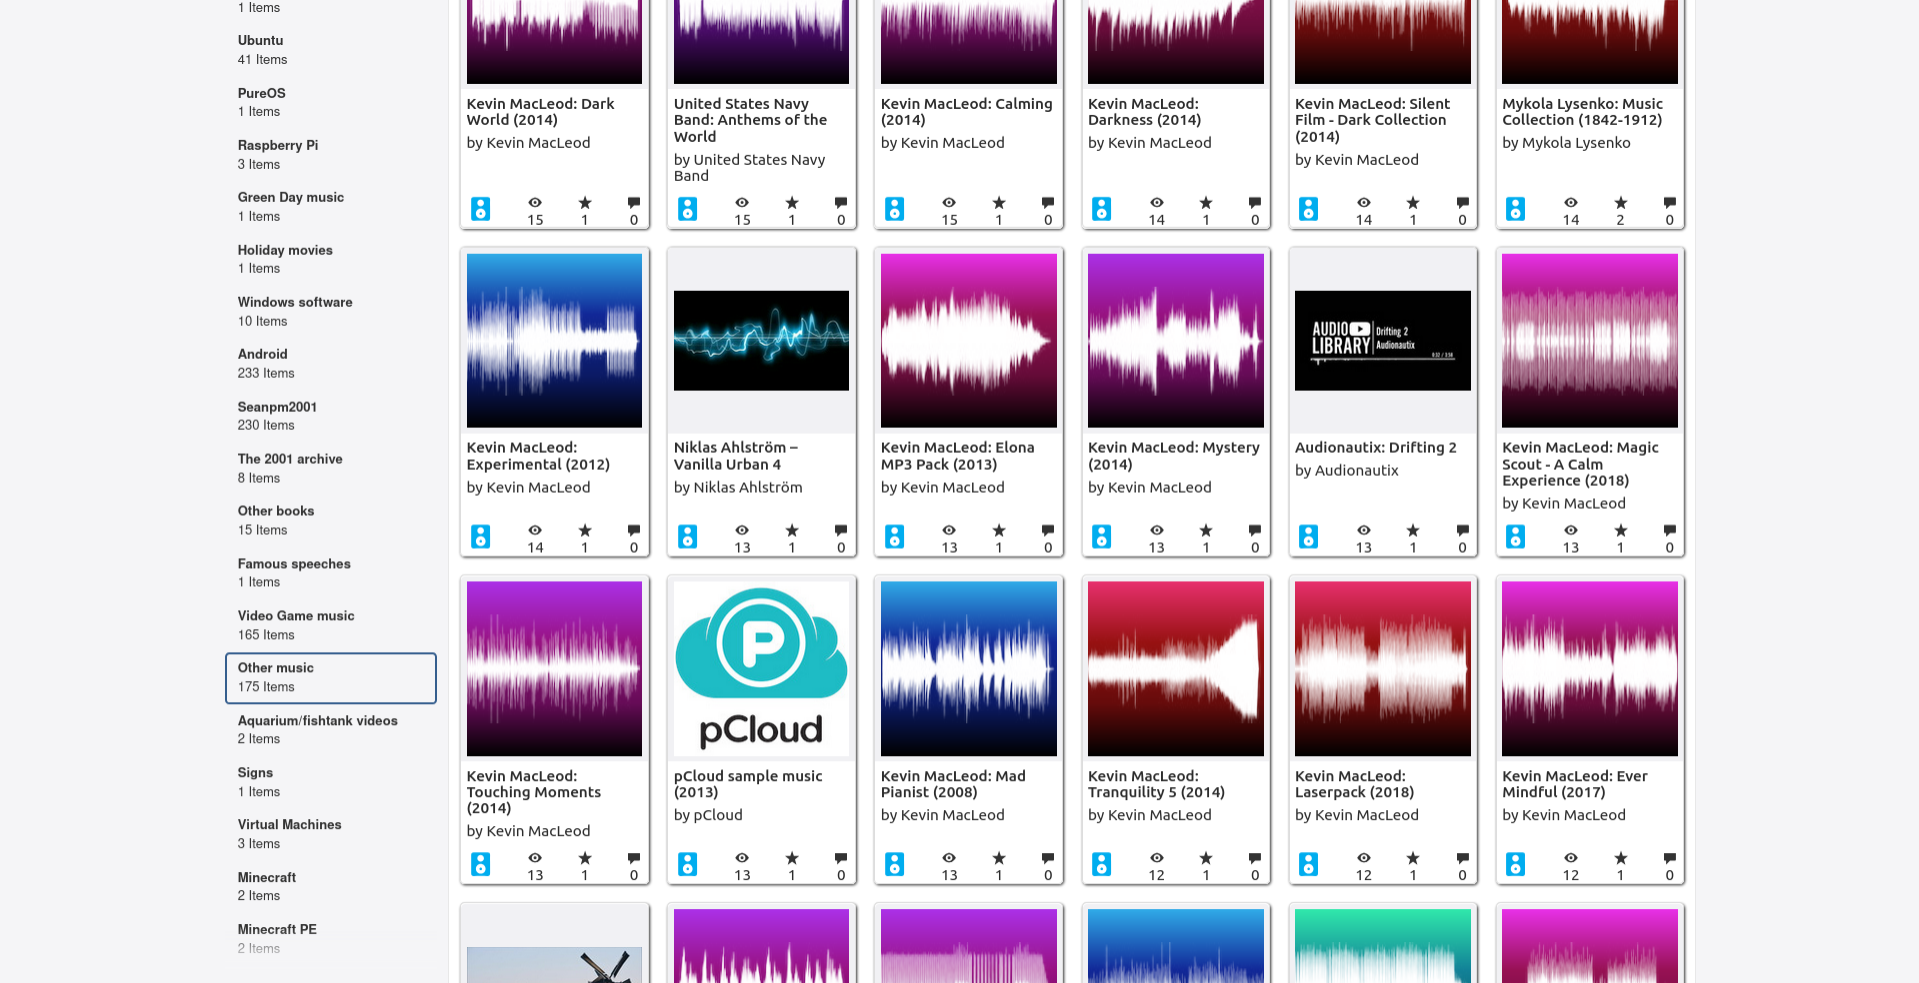 1 Items
Ubuntu
41 Items
PureOS
1 Items
Raspberry Pi
3 Items
Green Day music
1 Items
Holiday movies
1 Items
Windows software
10 Items
Android
233 Items
Seanpm2001
230 Items
The 2001 archive
8 Items
Other books
15 Items
Famous speeches
1 Items
Video Game music
165 Items
Other music
175 Items
Aquarium/fishtank videos
2 Items
Signs
1 Items
Virtual Machines
3 Items
Minecraft
2 Items
Minecraft PE
2 Items
Kevin MacLeod: Dark
World (2014)
by Kevin MacLeod
15 1 0
United States Navy
Band: Anthems of the
World
by United States Navy
Band
15 1 0
Kevin MacLeod: Calming
(2014)
by Kevin MacLeod
15 1 0
Kevin MacLeod:
Darkness (2014)
by Kevin MacLeod
14 1 0
Kevin MacLeod: Silent
Film - Dark Collection
(2014)
by Kevin MacLeod
14 1 0
Mykola Lysenko: Music
Collection (1842-1912)
by Mykola Lysenko
14 2 0
Kevin MacLeod:
Experimental (2012)
by Kevin MacLeod
14 1 0
Niklas Ahlström –
Vanilla Urban 4
by Niklas Ahlström
13 1 0
Kevin MacLeod: Elona
MP3 Pack (2013)
by Kevin MacLeod
13 1 0
Kevin MacLeod: Mystery
(2014)
by Kevin MacLeod
13 1 0
AUDIO
LIBRARY
Drifting 2
Audionautix
Audionautix: Drifting 2
by Audionautix
13 1 0
Kevin MacLeod: Magic
Scout - A Calm
Experience (2018)
by Kevin MacLeod
13 1 0
Kevin MacLeod:
Touching Moments
(2014)
by Kevin MacLeod
13 1 0
P
pCloud
pCloud sample music
(2013)
by pCloud
13 1 0
Kevin MacLeod: Mad
Pianist (2008)
by Kevin MacLeod
13 1 0
Kevin MacLeod:
Tranquility 5 (2014)
by Kevin MacLeod
12 1 0
Kevin MacLeod:
Laserpack (2018)
by Kevin MacLeod
12 1 0
Kevin MacLeod: Ever
Mindful (2017)
by Kevin MacLeod
12 1 0